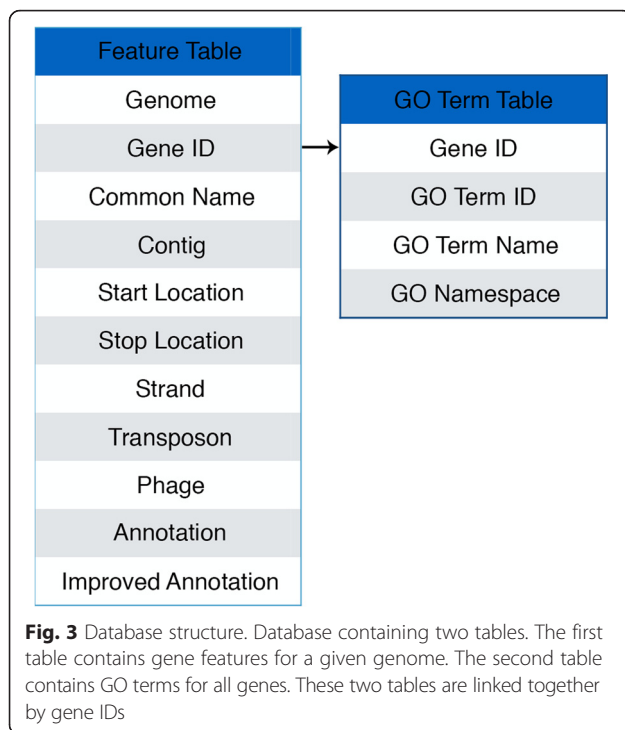 Feature Table
Genome
Gene ID
Common Name
Contig
Start Location
Stop Location
Strand
Transposon
Phage
Annotation
Improved Annotation
GO Term Table
Gene ID
GO Term ID
GO Term Name
GO Namespace
Fig. 3 Database structure. Database containing two tables. The first
table contains gene features for a given genome. The second table
contains GO terms for all genes. These two tables are linked together
by gene IDs